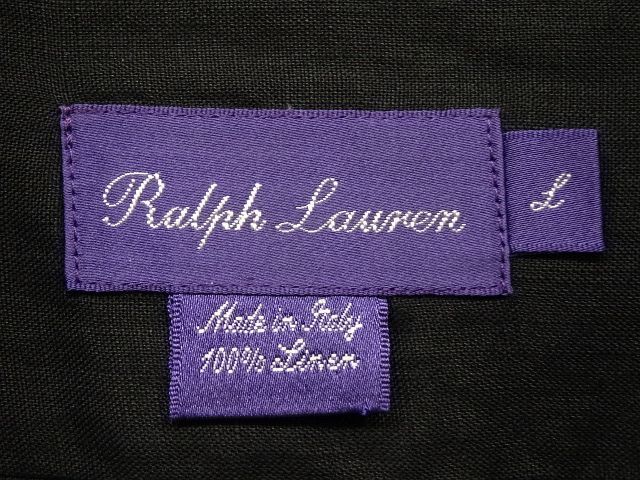 Ralph Lauren
L
Made in Italy
100% Linen